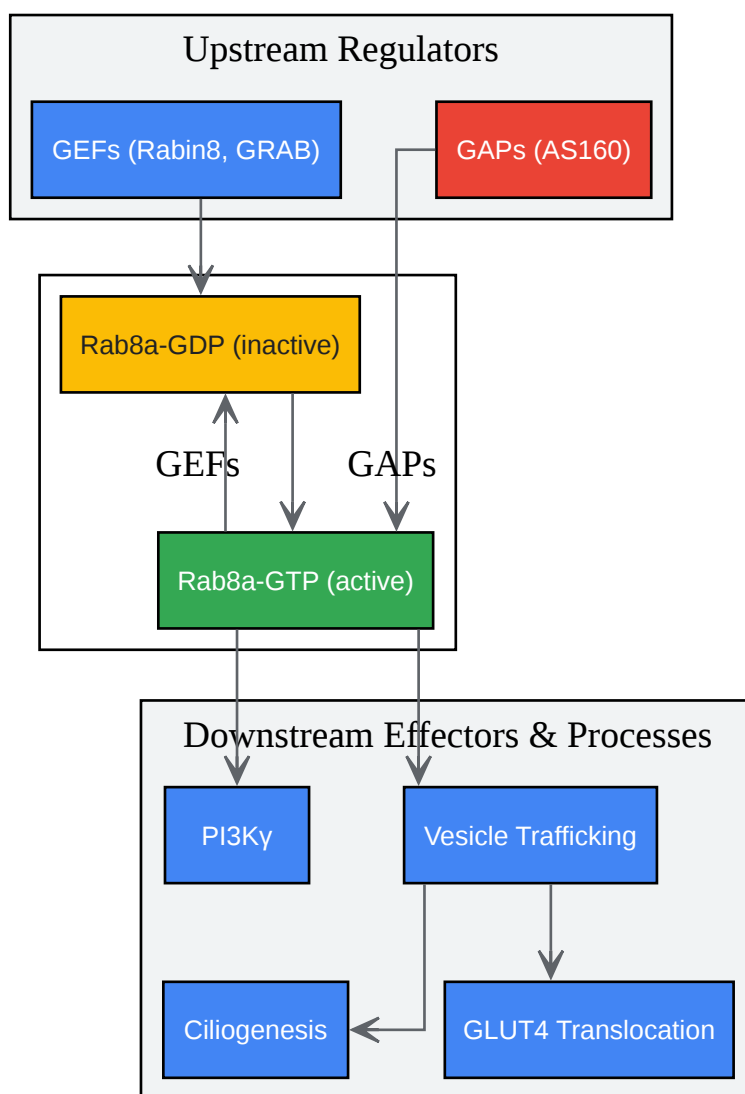 Upstream Regulators
GEFs (Rabin8, GRAB)
GAPs (AS160)
Rab8a-GDP (inactive)
GEFs
GAPs
Rab8a-GTP (active)
Downstream Effectors & Processes
PI3Kγ
Vesicle Trafficking
Ciliogenesis
GLUT4 Translocation